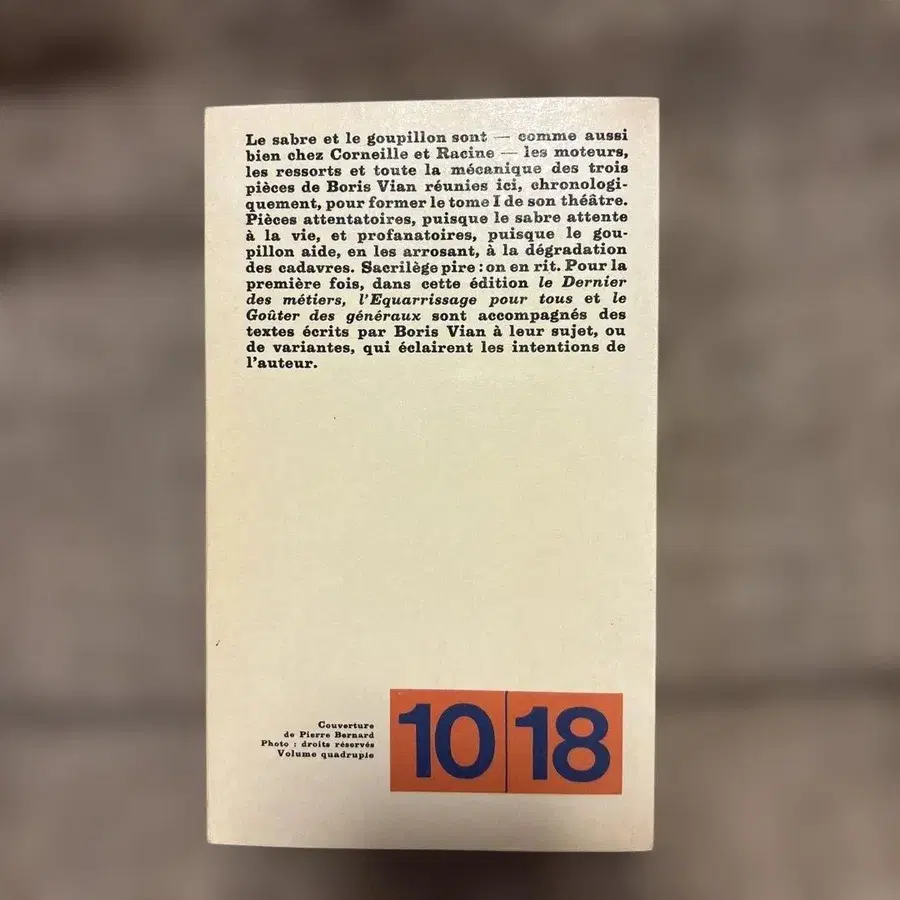 Le sabre et le goupillon sont — comme aussi
bien chez Corneille et Racine — les moteurs,
les ressorts et toute la mécanique des trois
pièces de Boris Vian réunies ici, chronologi-
quement, pour former le tome I de son théâtre.
Pièces attentatoires, puisque le sabre attente
à la vie, et profanatoires, puisque le gou-
pillon aide, en les arrosant, à la dégradation
des cadavres. Sacrilège pire : on en rit. Pour la
première fois, dans cette édition le Dernier
des métiers, l'Equarrissage pour tous et le
Goûter des généraux sont accompagnés des
textes écrits par Boris Vian à leur sujet, ou
de variantes, qui éclairent les intentions de
l'auteur.
Couverture
de Pierre Bernard
Photo : droits réservés
Volume quadruple
10 18